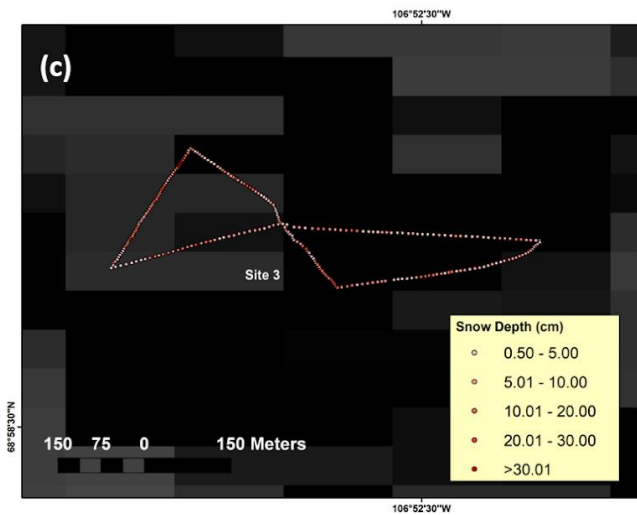 106°52'30"W
(c)
Site 3
Snow Depth (cm)
0.50 - 5.00
5.01 - 10.00
10.01 - 20.00
20.01 - 30.00
>30.01
68°58'30"N
150 75 0 150 Meters
106°52'30"W